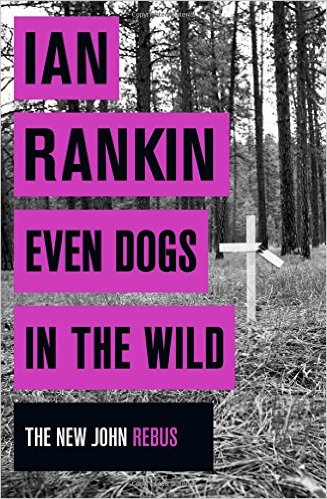 IAN
RANKIN
EVEN DOGS
IN THE WILD
THE NEW JOHN REBUS